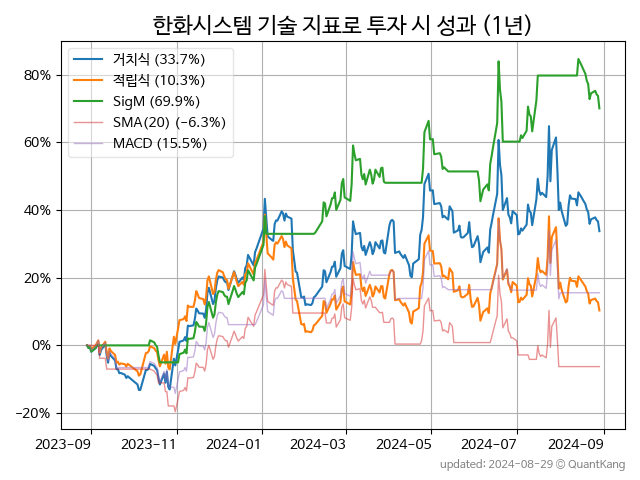 한화시스템 기술 지표로 투자 시 성과 (1년)
거치식 (33.7%)
적립식 (10.3%)
SigM (69.9%)
SMA(20) (−6.3%)
MACD (15.5%)
80%
60%
40%
20%
0%
−20%
2023-09 2023-11 2024-01 2024-03 2024-05 2024-07 2024-09
updated: 2024-08-29 © QuantKang